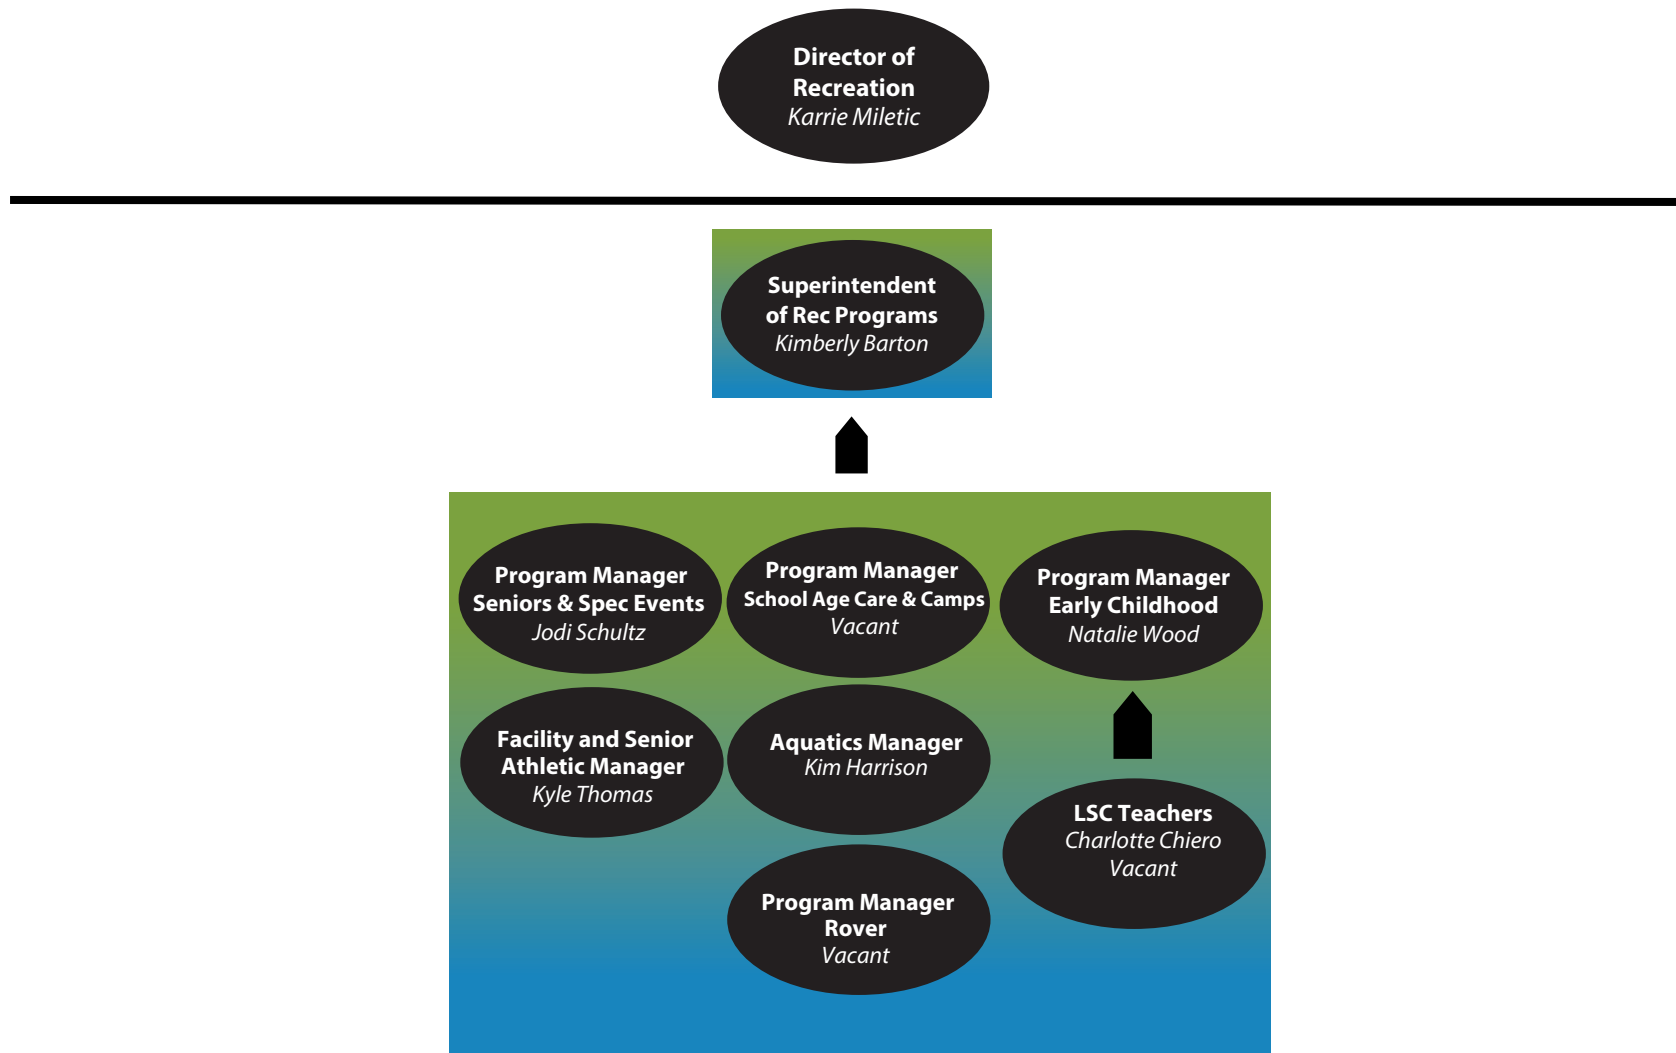 Director of
Recreation
Karrie Miletic
Superintendent
of Rec Programs
Kimberly Barton
Program Manager
Seniors & Spec Events
Jodi Schultz
Program Manager
School Age Care & Camps
Vacant
Program Manager
Early Childhood
Natalie Wood
Facility and Senior
Athletic Manager
Kyle Thomas
Aquatics Manager
Kim Harrison
LSC Teachers
Charlotte Chiero
Vacant
Program Manager
Rover
Vacant